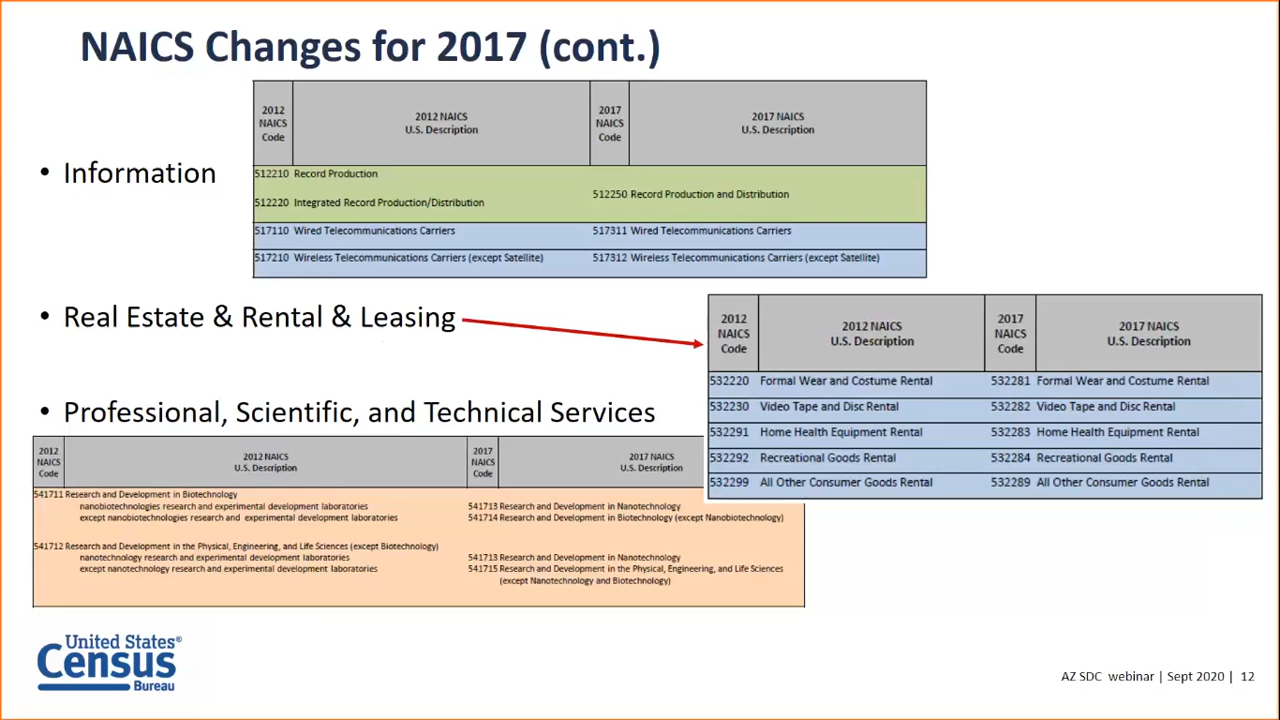 NAICS Changes for 2017 (cont.)
2012 NAICS Code 2012 NAICS U.S. Description 2017 NAICS Code 2017 NAICS U.S. Description
• Information
512210 Record Production
512220 Integrated Record Production/Distribution
512250 Record Production and Distribution
517110 Wired Telecommunications Carriers 517311 Wired Telecommunications Carriers
517210 Wireless Telecommunications Carriers (except Satellite) 517312 Wireless Telecommunications Carriers (except Satellite)
• Real Estate & Rental & Leasing
2012 NAICS Code 2012 NAICS U.S. Description 2017 NAICS Code 2017 NAICS U.S. Description
532220 Formal Wear and Costume Rental 532281 Formal Wear and Costume Rental
532230 Video Tape and Disc Rental 532282 Video Tape and Disc Rental
532291 Home Health Equipment Rental 532283 Home Health Equipment Rental
532292 Recreational Goods Rental 532284 Recreational Goods Rental
532299 All Other Consumer Goods Rental 532289 All Other Consumer Goods Rental
• Professional, Scientific, and Technical Services
2012 NAICS Code 2012 NAICS U.S. Description 2017 NAICS Code 2017 NAICS U.S. Description
541711 Research and Development in Biotechnology
nanobiotechnologies research and experimental development laboratories 541713 Research and Development in Nanotechnology
except nanobiotechnologies research and experimental development laboratories 541714 Research and Development in Biotechnology (except Nanobiotechnology)
541712 Research and Development in the Physical, Engineering, and Life Sciences (except Biotechnology)
nanotechnology research and experimental development laboratories 541713 Research and Development in Nanotechnology
except nanotechnology research and experimental development laboratories 541715 Research and Development in the Physical, Engineering, and Life Sciences
(except Nanotechnology and Biotechnology)
United States®
Census
Bureau
AZ SDC webinar | Sept 2020 | 12